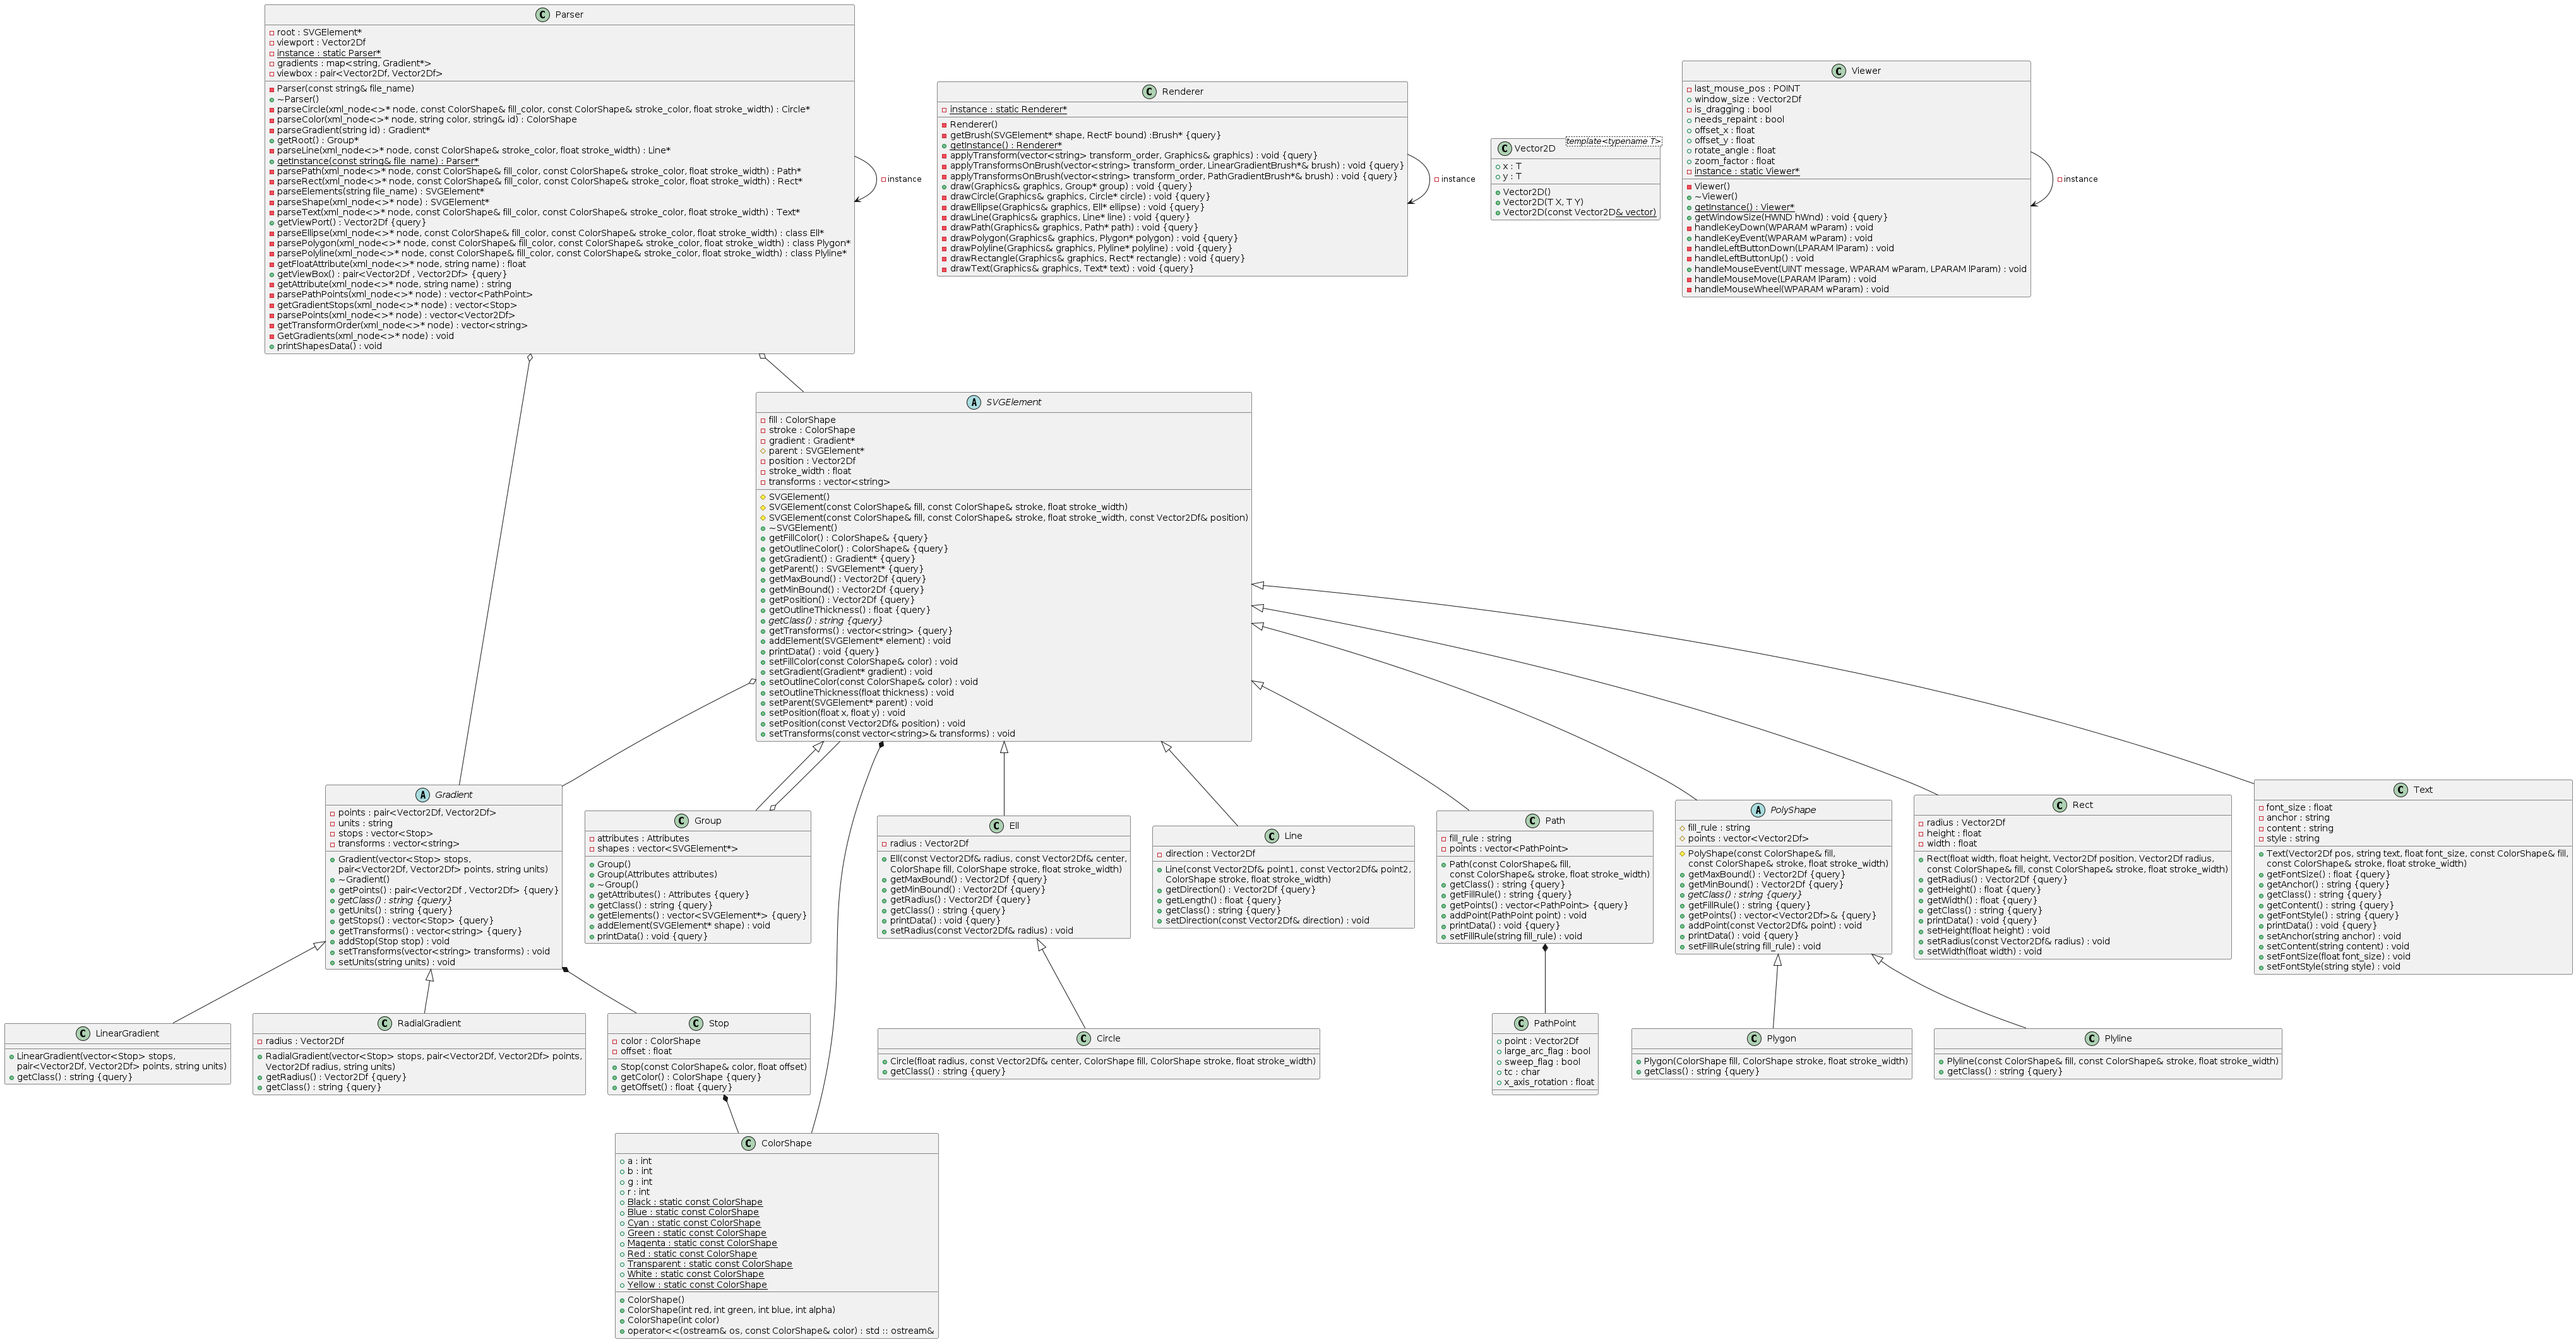 Parser
root : SVGElement*
viewport : Vector2Df
instance : static Parser*
gradients : map<string, Gradient*>
viewbox : pair<Vector2Df, Vector2Df>
Parser(const string& file_name)
~Parser()
parseCircle(xml_node<>* node, const ColorShape& fill_color, const ColorShape& stroke_color, float stroke_width) : Circle*
parseColor(xml_node<>* node, string color, string& id) : ColorShape
parseGradient(string id) : Gradient*
getRoot() : Group*
parseLine(xml_node<>* node, const ColorShape& stroke_color, float stroke_width) : Line*
getInstance(const string& file_name) : Parser*
parsePath(xml_node<>* node, const ColorShape& fill_color, const ColorShape& stroke_color, float stroke_width) : Path*
parseRect(xml_node<>* node, const ColorShape& fill_color, const ColorShape& stroke_color, float stroke_width) : Rect*
parseElements(string file_name) : SVGElement*
parseShape(xml_node<>* node) : SVGElement*
parseText(xml_node<>* node, const ColorShape& fill_color, const ColorShape& stroke_color, float stroke_width) : Text*
getViewPort() : Vector2Df {query}
parseEllipse(xml_node<>* node, const ColorShape& fill_color, const ColorShape& stroke_color, float stroke_width) : class Ell*
parsePolygon(xml_node<>* node, const ColorShape& fill_color, const ColorShape& stroke_color, float stroke_width) : class Plygon*
parsePolyline(xml_node<>* node, const ColorShape& fill_color, const ColorShape& stroke_color, float stroke_width) : class Plyline*
getFloatAttribute(xml_node<>* node, string name) : float
getViewBox() : pair<Vector2Df , Vector2Df> {query}
getAttribute(xml_node<>* node, string name) : string
parsePathPoints(xml_node<>* node) : vector<PathPoint>
getGradientStops(xml_node<>* node) : vector<Stop>
parsePoints(xml_node<>* node) : vector<Vector2Df>
getTransformOrder(xml_node<>* node) : vector<string>
GetGradients(xml_node<>* node) : void
printShapesData() : void
instance
Renderer
instance : static Renderer*
Renderer()
getBrush(SVGElement* shape, RectF bound) :Brush* {query}
getInstance() : Renderer*
applyTransform(vector<string> transform_order, Graphics& graphics) : void {query}
applyTransformsOnBrush(vector<string> transform_order, LinearGradientBrush*& brush) : void {query}
applyTransformsOnBrush(vector<string> transform_order, PathGradientBrush*& brush) : void {query}
draw(Graphics& graphics, Group* group) : void {query}
drawCircle(Graphics& graphics, Circle* circle) : void {query}
drawEllipse(Graphics& graphics, Ell* ellipse) : void {query}
drawLine(Graphics& graphics, Line* line) : void {query}
drawPath(Graphics& graphics, Path* path) : void {query}
drawPolygon(Graphics& graphics, Plygon* polygon) : void {query}
drawPolyline(Graphics& graphics, Plyline* polyline) : void {query}
drawRectangle(Graphics& graphics, Rect* rectangle) : void {query}
drawText(Graphics& graphics, Text* text) : void {query}
instance
Vector2D
template<typename T>
x : T
y : T
Vector2D()
Vector2D(T X, T Y)
Vector2D(const Vector2D& vector)
Viewer
last_mouse_pos : POINT
window_size : Vector2Df
is_dragging : bool
needs_repaint : bool
offset_x : float
offset_y : float
rotate_angle : float
zoom_factor : float
instance : static Viewer*
Viewer()
~Viewer()
getInstance() : Viewer*
getWindowSize(HWND hWnd) : void {query}
handleKeyDown(WPARAM wParam) : void
handleKeyEvent(WPARAM wParam) : void
handleLeftButtonDown(LPARAM lParam) : void
handleLeftButtonUp() : void
handleMouseEvent(UINT message, WPARAM wParam, LPARAM lParam) : void
handleMouseMove(LPARAM lParam) : void
handleMouseWheel(WPARAM wParam) : void
instance
SVGElement
fill : ColorShape
stroke : ColorShape
gradient : Gradient*
parent : SVGElement*
position : Vector2Df
stroke_width : float
transforms : vector<string>
SVGElement()
SVGElement(const ColorShape& fill, const ColorShape& stroke, float stroke_width)
SVGElement(const ColorShape& fill, const ColorShape& stroke, float stroke_width, const Vector2Df& position)
~SVGElement()
getFillColor() : ColorShape& {query}
getOutlineColor() : ColorShape& {query}
getGradient() : Gradient* {query}
getParent() : SVGElement* {query}
getMaxBound() : Vector2Df {query}
getMinBound() : Vector2Df {query}
getPosition() : Vector2Df {query}
getOutlineThickness() : float {query}
getClass() : string {query}
getTransforms() : vector<string> {query}
addElement(SVGElement* element) : void
printData() : void {query}
setFillColor(const ColorShape& color) : void
setGradient(Gradient* gradient) : void
setOutlineColor(const ColorShape& color) : void
setOutlineThickness(float thickness) : void
setParent(SVGElement* parent) : void
setPosition(float x, float y) : void
setPosition(const Vector2Df& position) : void
setTransforms(const vector<string>& transforms) : void
Gradient
points : pair<Vector2Df, Vector2Df>
units : string
stops : vector<Stop>
transforms : vector<string>
Gradient(vector<Stop> stops,
pair<Vector2Df, Vector2Df> points, string units)
~Gradient()
getPoints() : pair<Vector2Df , Vector2Df> {query}
getClass() : string {query}
getUnits() : string {query}
getStops() : vector<Stop> {query}
getTransforms() : vector<string> {query}
addStop(Stop stop) : void
setTransforms(vector<string> transforms) : void
setUnits(string units) : void
Group
attributes : Attributes
shapes : vector<SVGElement*>
Group()
Group(Attributes attributes)
~Group()
getAttributes() : Attributes {query}
getClass() : string {query}
getElements() : vector<SVGElement*> {query}
addElement(SVGElement* shape) : void
printData() : void {query}
Ell
radius : Vector2Df
Ell(const Vector2Df& radius, const Vector2Df& center,
ColorShape fill, ColorShape stroke, float stroke_width)
getMaxBound() : Vector2Df {query}
getMinBound() : Vector2Df {query}
getRadius() : Vector2Df {query}
getClass() : string {query}
printData() : void {query}
setRadius(const Vector2Df& radius) : void
Line
direction : Vector2Df
Line(const Vector2Df& point1, const Vector2Df& point2,
ColorShape stroke, float stroke_width)
getDirection() : Vector2Df {query}
getLength() : float {query}
getClass() : string {query}
setDirection(const Vector2Df& direction) : void
Path
fill_rule : string
points : vector<PathPoint>
Path(const ColorShape& fill,
const ColorShape& stroke, float stroke_width)
getClass() : string {query}
getFillRule() : string {query}
getPoints() : vector<PathPoint> {query}
addPoint(PathPoint point) : void
printData() : void {query}
setFillRule(string fill_rule) : void
PolyShape
fill_rule : string
points : vector<Vector2Df>
PolyShape(const ColorShape& fill,
const ColorShape& stroke, float stroke_width)
getMaxBound() : Vector2Df {query}
getMinBound() : Vector2Df {query}
getClass() : string {query}
getFillRule() : string {query}
getPoints() : vector<Vector2Df>& {query}
addPoint(const Vector2Df& point) : void
printData() : void {query}
setFillRule(string fill_rule) : void
Rect
radius : Vector2Df
height : float
width : float
Rect(float width, float height, Vector2Df position, Vector2Df radius,
const ColorShape& fill, const ColorShape& stroke, float stroke_width)
getRadius() : Vector2Df {query}
getHeight() : float {query}
getWidth() : float {query}
getClass() : string {query}
printData() : void {query}
setHeight(float height) : void
setRadius(const Vector2Df& radius) : void
setWidth(float width) : void
Text
font_size : float
anchor : string
content : string
style : string
Text(Vector2Df pos, string text, float font_size, const ColorShape& fill,
const ColorShape& stroke, float stroke_width)
getFontSize() : float {query}
getAnchor() : string {query}
getClass() : string {query}
getContent() : string {query}
getFontStyle() : string {query}
printData() : void {query}
setAnchor(string anchor) : void
setContent(string content) : void
setFontSize(float font_size) : void
setFontStyle(string style) : void
LinearGradient
LinearGradient(vector<Stop> stops,
pair<Vector2Df, Vector2Df> points, string units)
getClass() : string {query}
RadialGradient
radius : Vector2Df
RadialGradient(vector<Stop> stops, pair<Vector2Df, Vector2Df> points,
Vector2Df radius, string units)
getRadius() : Vector2Df {query}
getClass() : string {query}
Stop
color : ColorShape
offset : float
Stop(const ColorShape& color, float offset)
getColor() : ColorShape {query}
getOffset() : float {query}
Circle
Circle(float radius, const Vector2Df& center, ColorShape fill, ColorShape stroke, float stroke_width)
getClass() : string {query}
PathPoint
point : Vector2Df
large_arc_flag : bool
sweep_flag : bool
tc : char
x_axis_rotation : float
Plygon
Plygon(ColorShape fill, ColorShape stroke, float stroke_width)
getClass() : string {query}
Plyline
Plyline(const ColorShape& fill, const ColorShape& stroke, float stroke_width)
getClass() : string {query}
ColorShape
a : int
b : int
g : int
r : int
Black : static const ColorShape
Blue : static const ColorShape
Cyan : static const ColorShape
Green : static const ColorShape
Magenta : static const ColorShape
Red : static const ColorShape
Transparent : static const ColorShape
White : static const ColorShape
Yellow : static const ColorShape
ColorShape()
ColorShape(int red, int green, int blue, int alpha)
ColorShape(int color)
operator<<(ostream& os, const ColorShape& color) : std :: ostream&